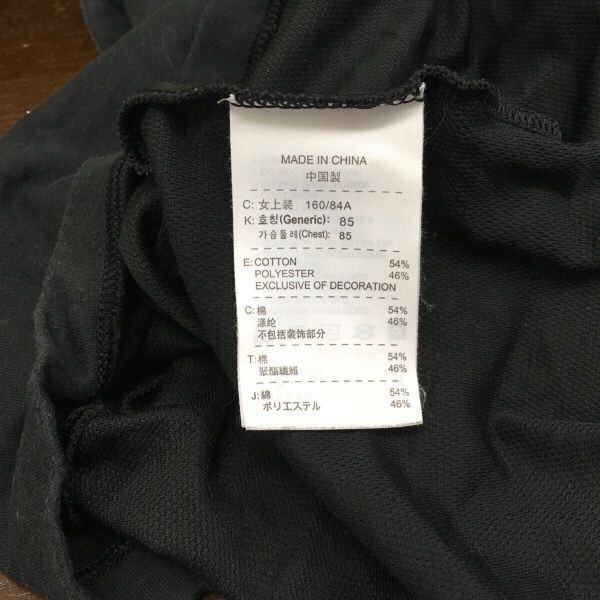 MADE IN CHINA
中国製
C: 女上装 160/84A
K: 호칭(Generic): 85
가슴둘레(Chest): 85
E: COTTON 54%
POLYESTER 46%
EXCLUSIVE OF DECORATION
C: 棉 54%
涤纶 46%
不包括装饰部分
T: 棉 54%
聚酯纖維 46%
J: 綿 54%
ポリエステル 46%